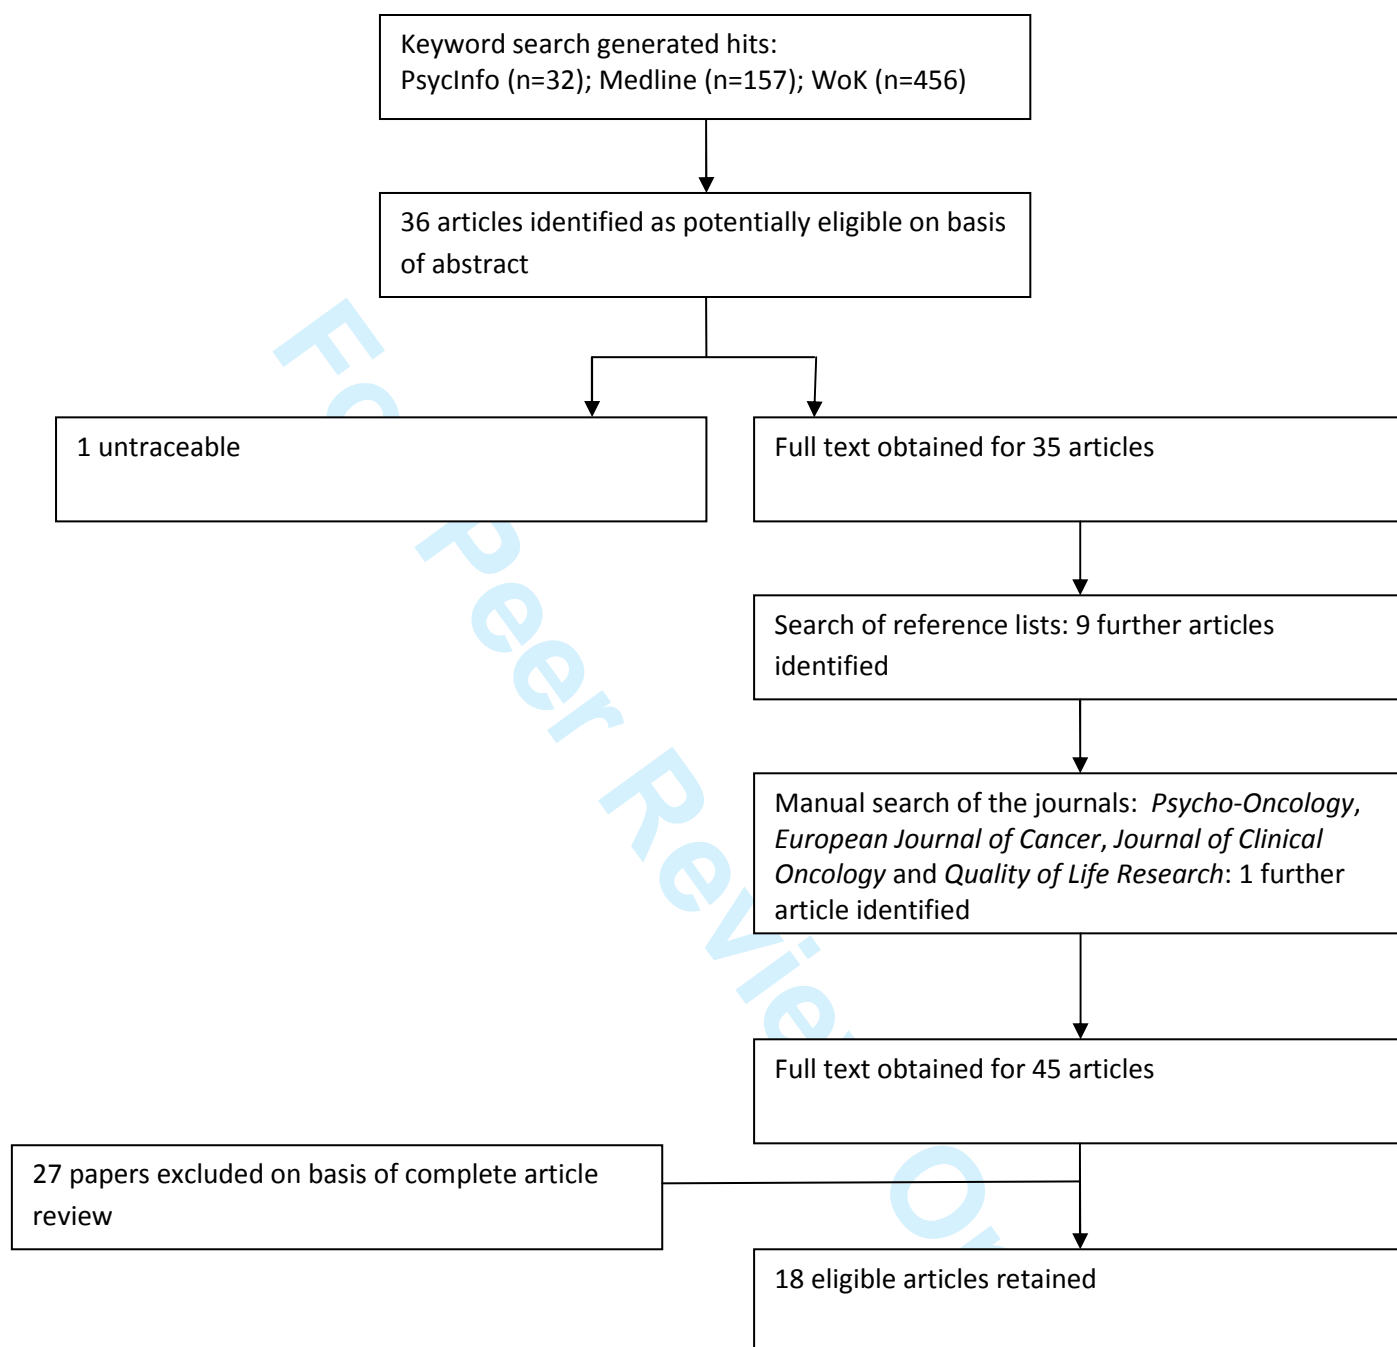 Keyword search generated hits:
PsycInfo (n=32); Medline (n=157); WoK (n=456)
36 articles identified as potentially eligible on basis
of abstract
1 untraceable
Full text obtained for 35 articles
Search of reference lists: 9 further articles
identified
Manual search of the journals:  Psycho-Oncology,
European Journal of Cancer, Journal of Clinical
Oncology and Quality of Life Research: 1 further
article identified
Full text obtained for 45 articles
27 papers excluded on basis of complete article
review
18 eligible articles retained
For Peer Review